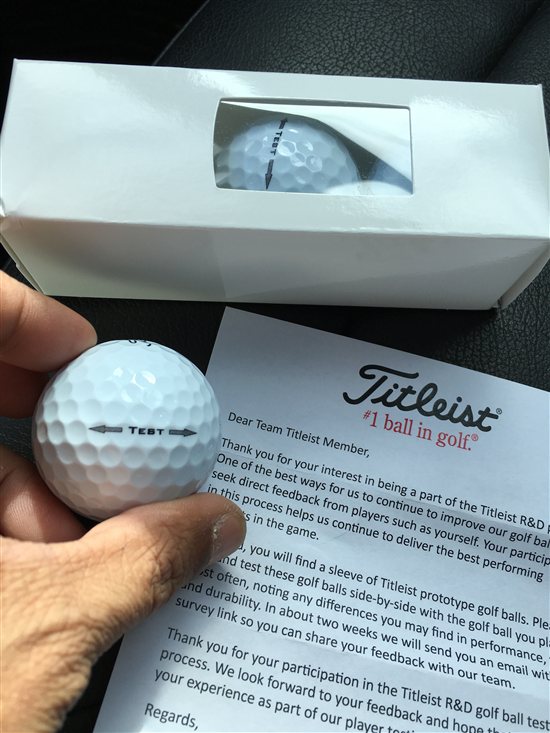 TEST
TEST
Titleist®
#1 ball in golf.®
Dear Team Titleist Member,
Thank you for your interest in being a part of the Titleist R&D
One of the best ways for us to continue to improve our golf
seek direct feedback from players such as yourself. Your
in this process helps us continue to deliver the best performing
in the game.
you will find a sleeve of Titleist prototype golf balls.
and test these golf balls side-by-side with the golf ball you
often, noting any differences you may find in performance,
and durability. In about two weeks we will send you an email
survey link so you can share your feedback with our team.
Thank you for your participation in the Titleist R&D golf ball test
process. We look forward to your feedback and hope
your experience as part of our player
Regards,